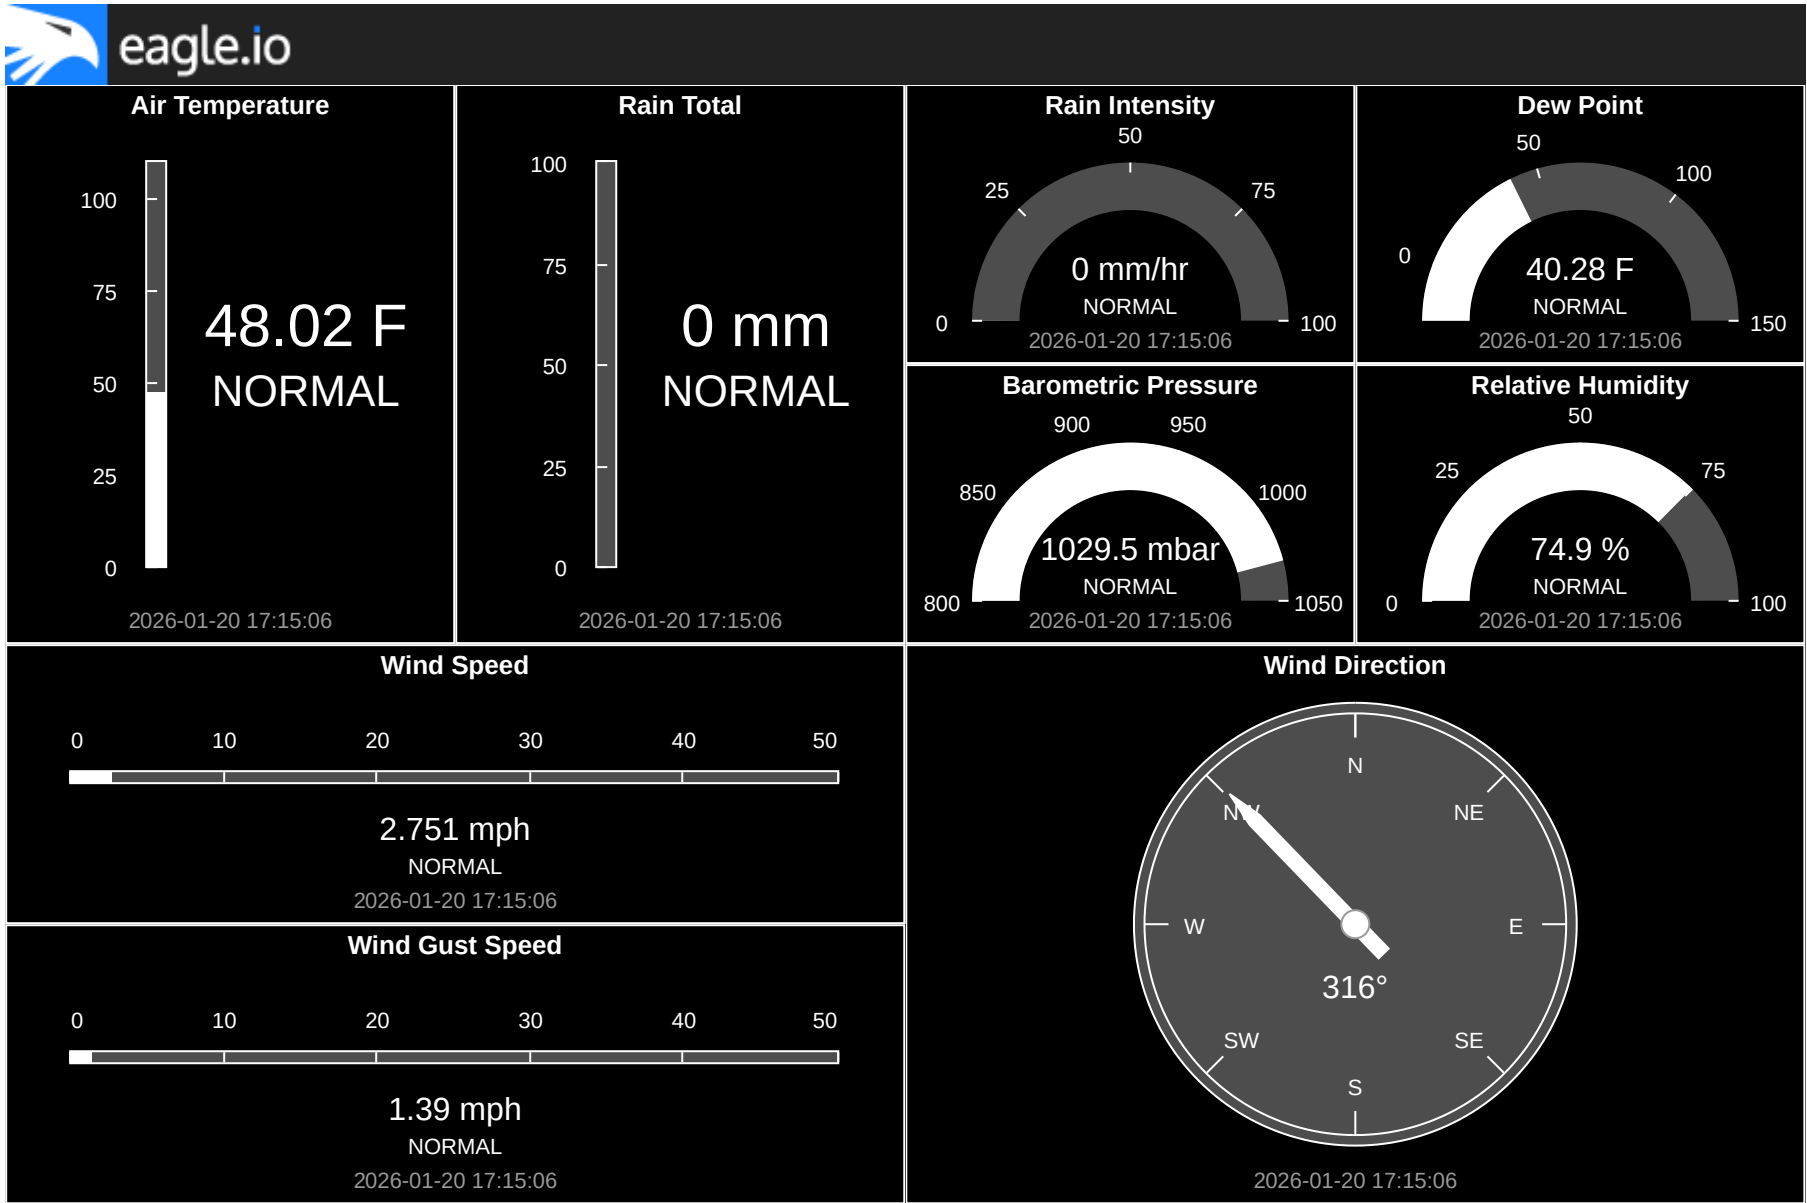 eagle.io
Air Temperature
100
75
50
25
0
48.02 F
NORMAL
2026-01-20 17:15:06
Rain Total
100
75
50
25
0
0 mm
NORMAL
2026-01-20 17:15:06
Rain Intensity
0
25
50
75
100
0 mm/hr
NORMAL
2026-01-20 17:15:06
Dew Point
0
50
100
150
40.28 F
NORMAL
2026-01-20 17:15:06
Barometric Pressure
800
850
900
950
1000
1050
1029.5 mbar
NORMAL
2026-01-20 17:15:06
Relative Humidity
0
25
50
75
100
74.9 %
NORMAL
2026-01-20 17:15:06
Wind Speed
0 10 20 30 40 50
2.751 mph
NORMAL
2026-01-20 17:15:06
Wind Gust Speed
0 10 20 30 40 50
1.39 mph
NORMAL
2026-01-20 17:15:06
Wind Direction
N
NW NE
W E
316°
SW SE
S
2026-01-20 17:15:06